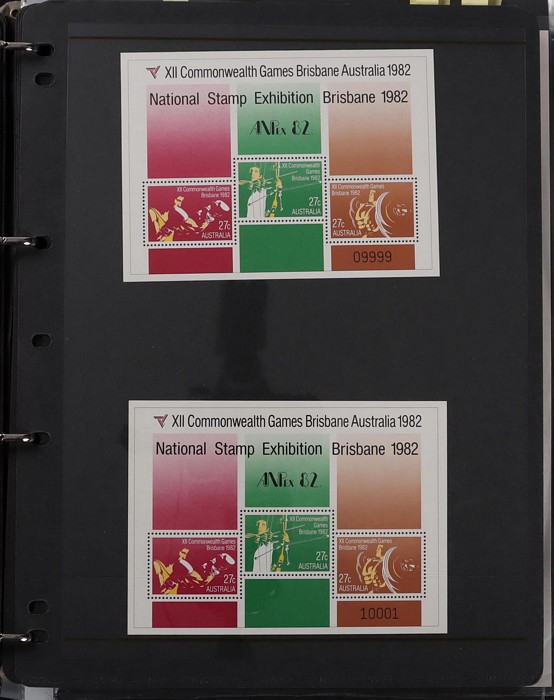 XII Commonwealth Games Brisbane Australia 1982
National Stamp Exhibition Brisbane 1982
ANPEX 82
XII Commonwealth Games
Brisbane 1982
27c
AUSTRALIA
XII Commonwealth
Games
Brisbane 1982
27c
AUSTRALIA
XII Commonwealth Games
Brisbane 1982
27c
AUSTRALIA
09999
XII Commonwealth Games Brisbane Australia 1982
National Stamp Exhibition Brisbane 1982
ANPEX 82
XII Commonwealth Games
Brisbane 1982
27c
AUSTRALIA
XII Commonwealth
Games
Brisbane 1982
27c
AUSTRALIA
XII Commonwealth Games
Brisbane 1982
27c
AUSTRALIA
10001